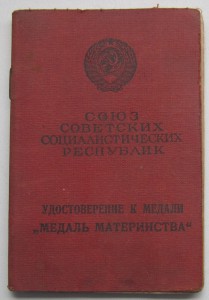 СОЮЗ
СОВЕТСКИХ
СОЦИАЛИСТИЧЕСКИХ
РЕСПУБЛИК
УДОСТОВЕРЕНИЕ К МЕДАЛИ
„МЕДАЛЬ МАТЕРИНСТВА“